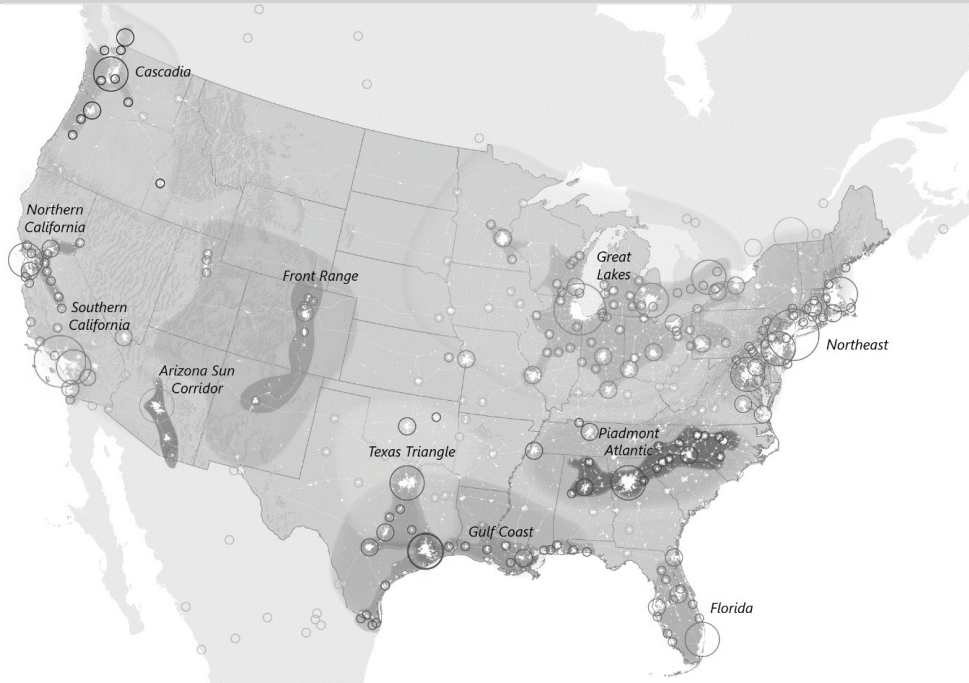 Cascadia
Northern
California
Great
Lakes
Front Range
Southern
California
Northeast
Arizona Sun
Corridor
Piadmont
Atlantic
Texas Triangle
Gulf Coast
Florida